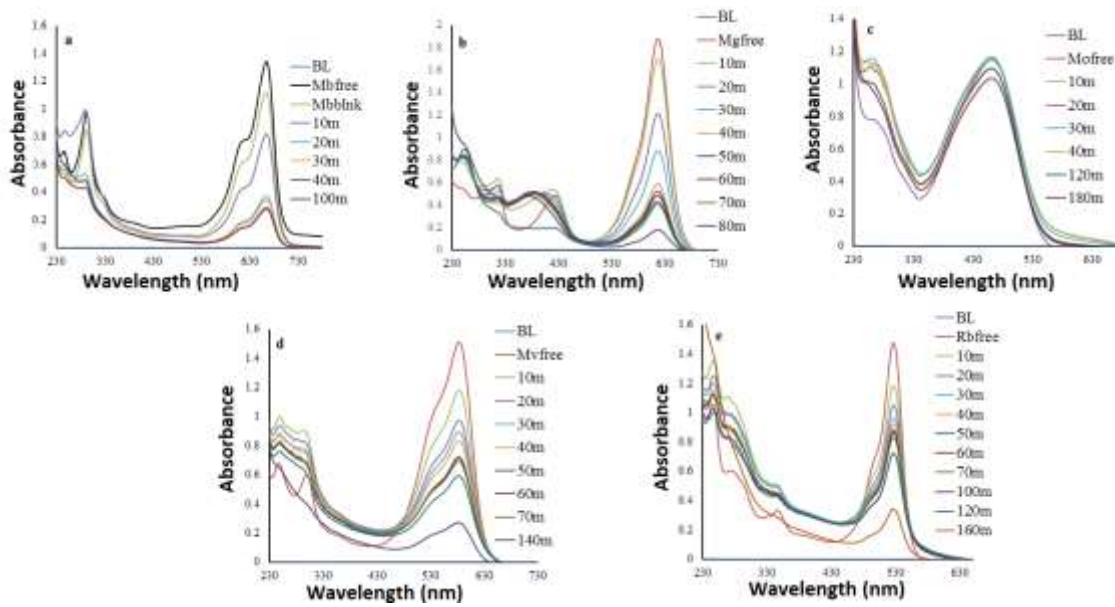 a
Absorbance
1.6
1.4
1.2
1
0.8
0.6
0.4
0.2
0
230 330 430 530 630 730
Wavelength (nm)
BL
Mbfree
Mbblnk
10m
20m
30m
40m
100m
b
Absorbance
2
1.8
1.6
1.4
1.2
1
0.8
0.6
0.4
0.2
0
230 330 430 530 630 730
Wavelength (nm)
BL
Mgfree
10m
20m
30m
40m
50m
60m
70m
80m
c
Absorbance
1.4
1.2
1
0.8
0.6
0.4
0.2
0
230 330 430 530 630
Wavelength (nm)
BL
Mofree
10m
20m
30m
40m
120m
180m
d
Absorbance
1.6
1.4
1.2
1
0.8
0.6
0.4
0.2
0
230 330 430 530 630 730
Wavelength (nm)
BL
Mvfree
10m
20m
30m
40m
50m
60m
70m
140m
e
Absorbance
1.6
1.4
1.2
1
0.8
0.6
0.4
0.2
0
230 330 430 530 630
Wavelength (nm)
BL
Rbfree
10m
20m
30m
40m
50m
60m
70m
100m
120m
160m